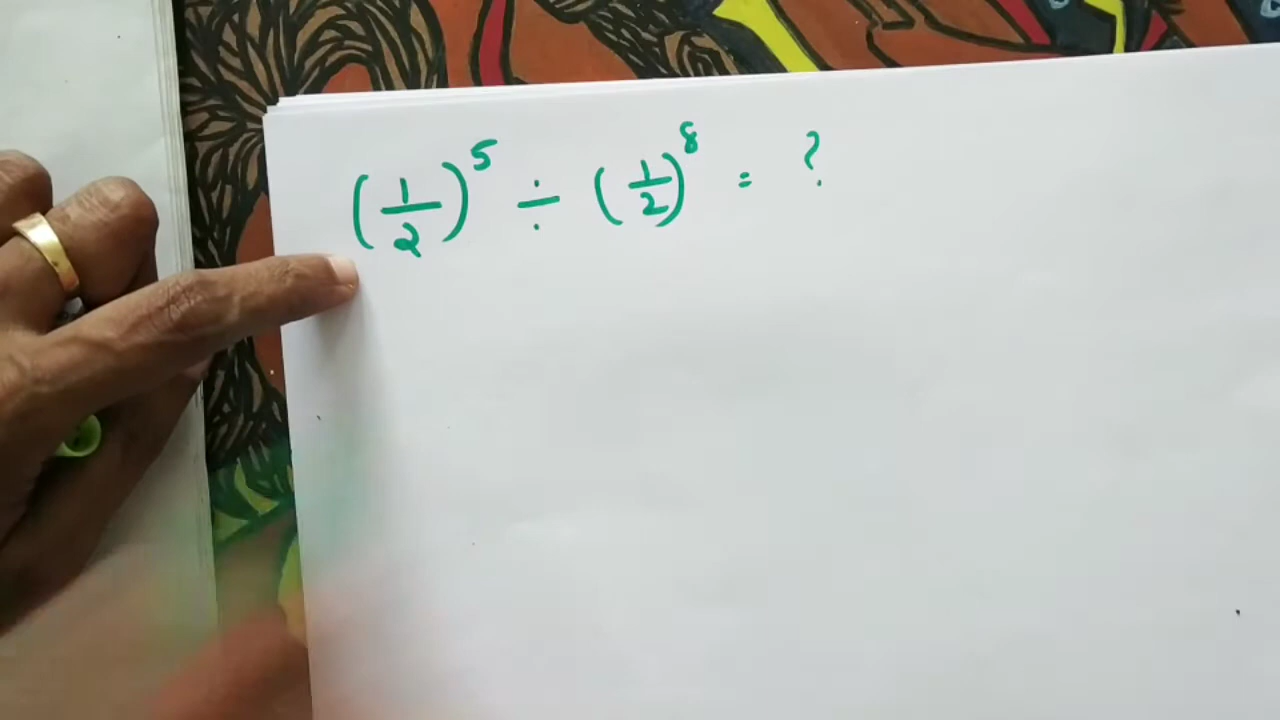 (1/2)^5 ÷ (1/2)^8 = ?